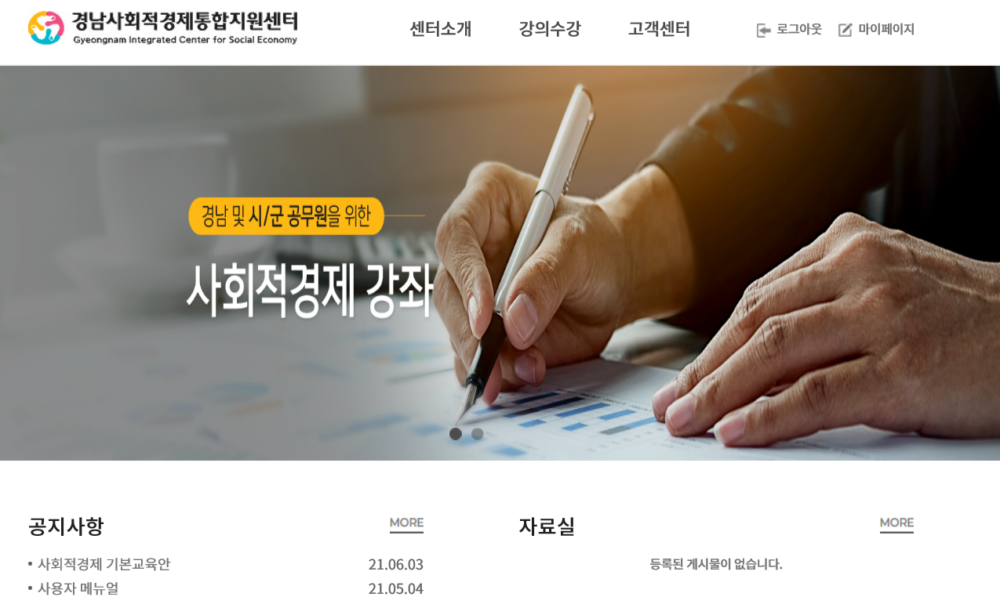 경남사회적경제통합지원센터
Gyeongnam Integrated Center for Social Economy
센터소개 강의수강 고객센터 로그아웃 마이페이지
경남 및 시/군 공무원을 위한
사회적경제 강좌
공지사항 MORE
사회적경제 기본교육안 21.06.03
사용자 메뉴얼 21.05.04
자료실 MORE
등록된 게시물이 없습니다.